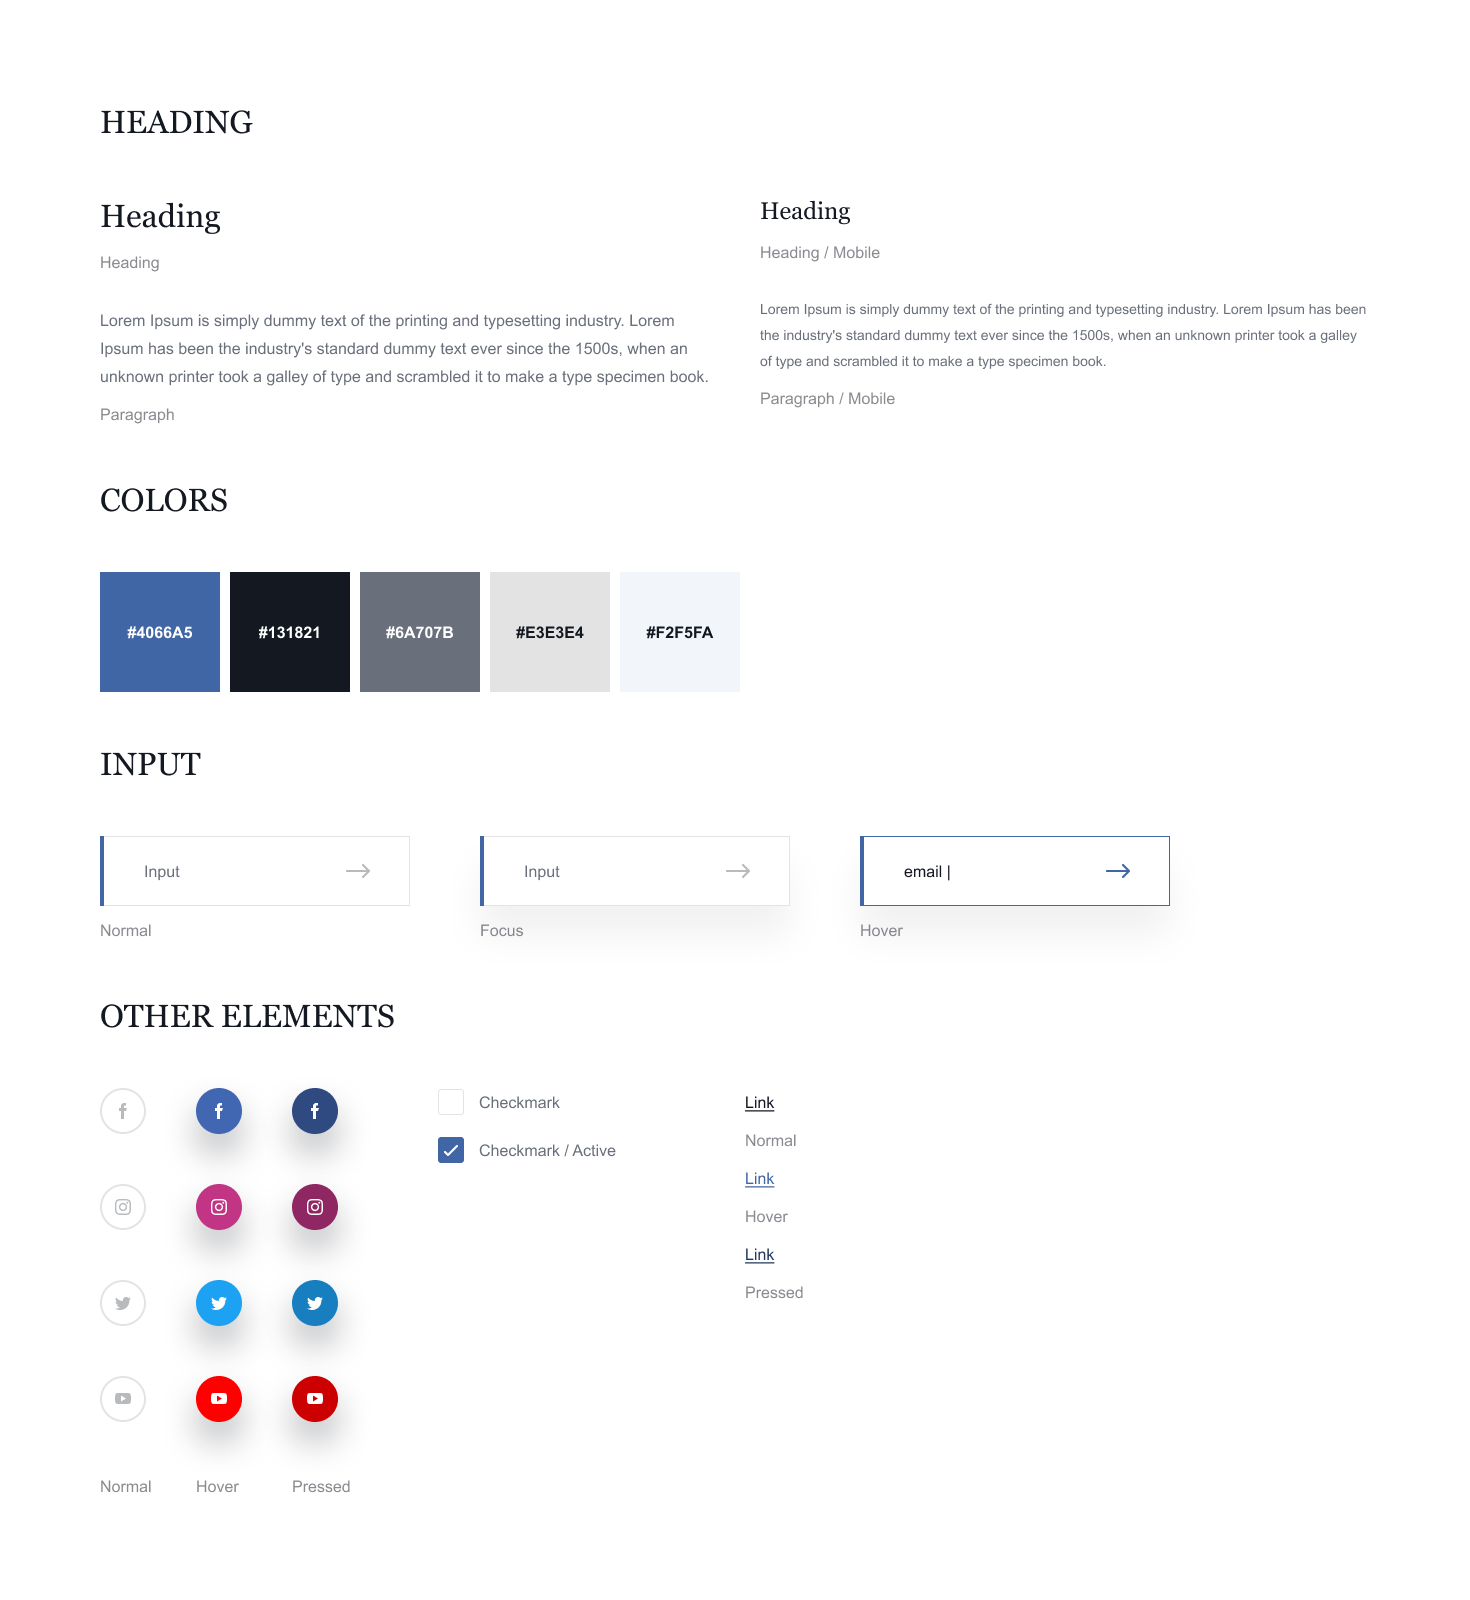 HEADING
Heading
Heading
Lorem Ipsum is simply dummy text of the printing and typesetting industry. Lorem
Ipsum has been the industry's standard dummy text ever since the 1500s, when an
unknown printer took a galley of type and scrambled it to make a type specimen book.
Paragraph
Heading
Heading / Mobile
Lorem Ipsum is simply dummy text of the printing and typesetting industry. Lorem Ipsum has been
the industry's standard dummy text ever since the 1500s, when an unknown printer took a galley
of type and scrambled it to make a type specimen book.
Paragraph / Mobile
COLORS
#4066A5
#131821
#6A707B
#E3E3E4
#F2F5FA
INPUT
Input
Normal
Input
Focus
email |
Hover
OTHER ELEMENTS
Normal
Hover
Pressed
Checkmark
Checkmark / Active
Link
Normal
Link
Hover
Link
Pressed